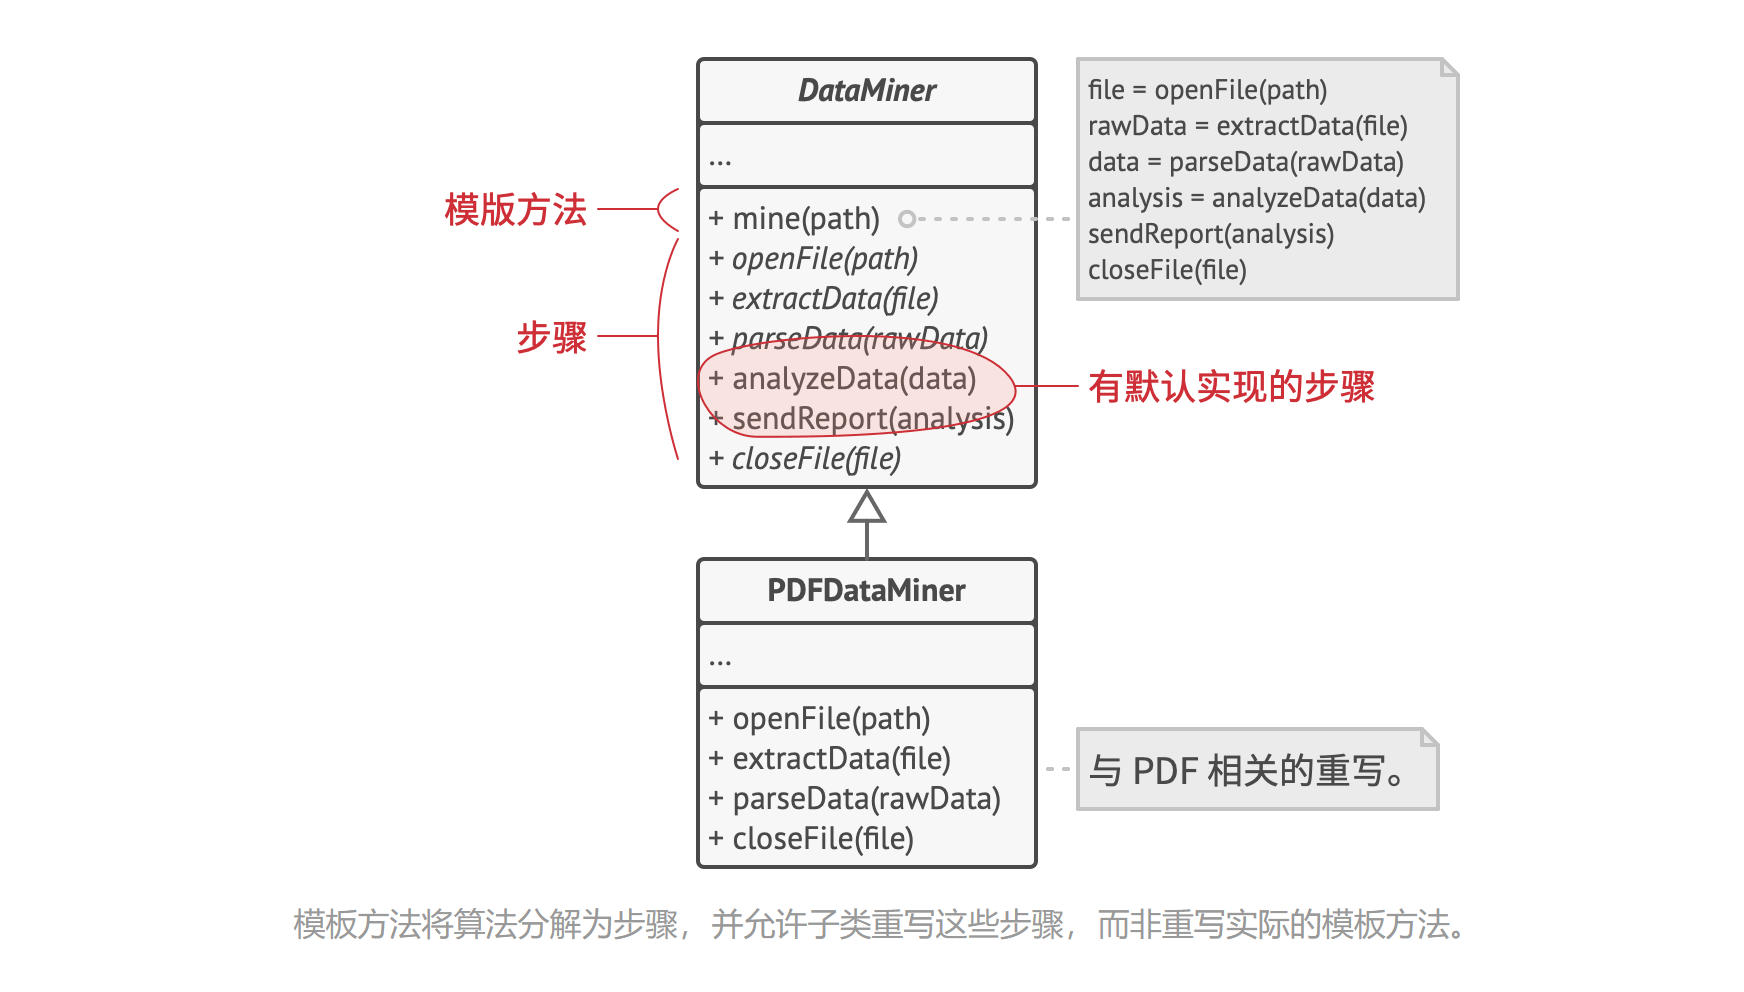 DataMiner
...
模版方法
+ mine(path)
+ openFile(path)
+ extractData(file)
+ parseData(rawData)
+ analyzeData(data)
+ sendReport(analysis)
+ closeFile(file)
步骤
有默认实现的步骤
file = openFile(path)
rawData = extractData(file)
data = parseData(rawData)
analysis = analyzeData(data)
sendReport(analysis)
closeFile(file)
PDFDataMiner
...
+ openFile(path)
+ extractData(file)
+ parseData(rawData)
+ closeFile(file)
与 PDF 相关的重写。
模板方法将算法分解为步骤，并允许子类重写这些步骤，而非重写实际的模板方法。